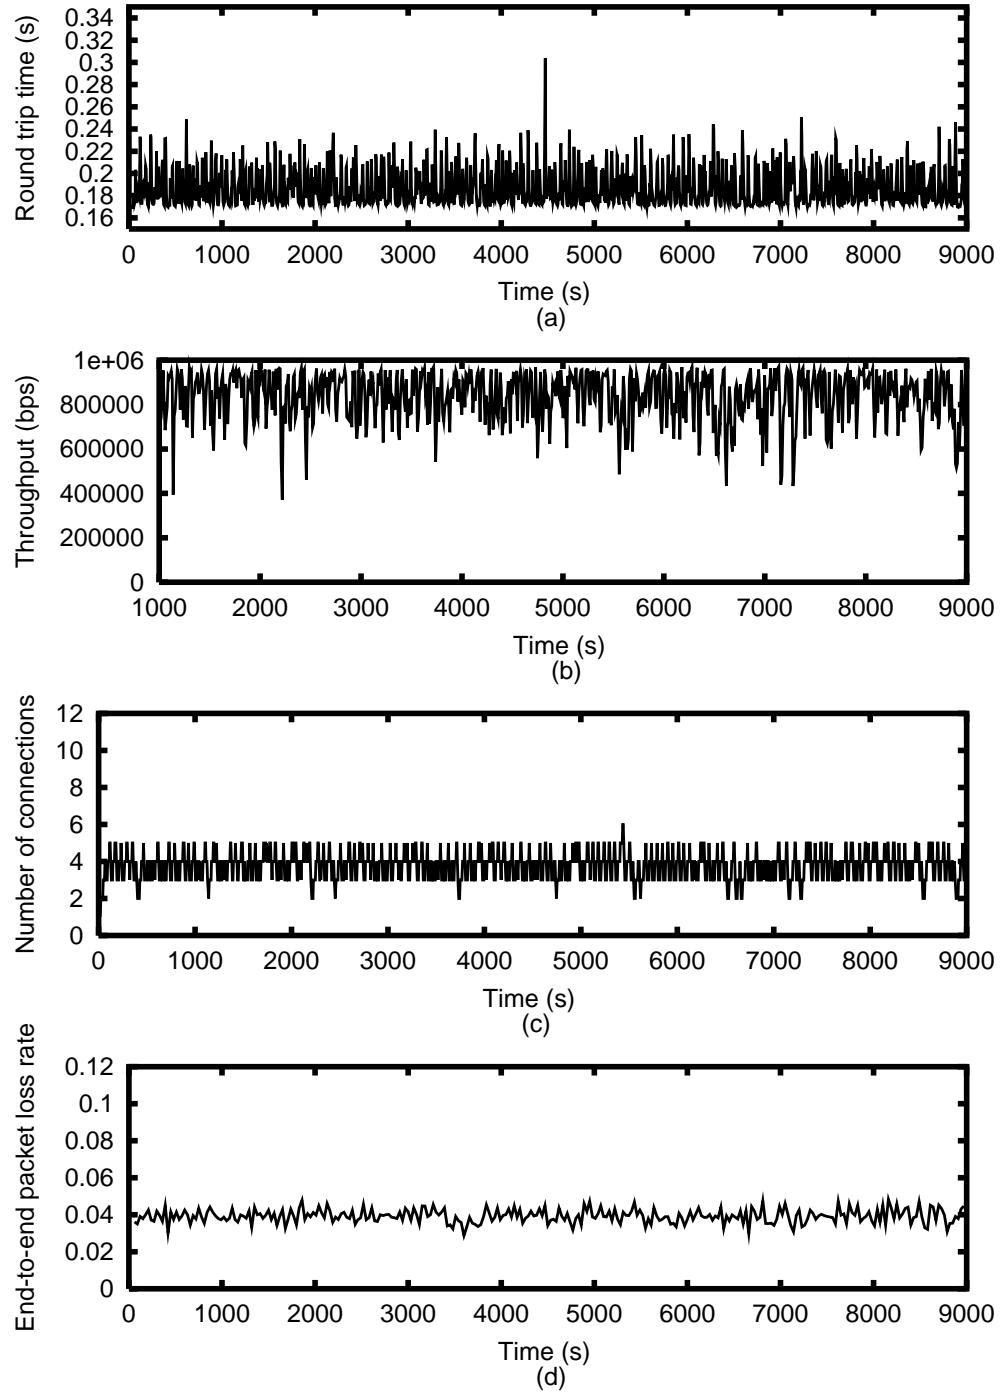 Round trip time (s)
0.34
0.32
0.3
0.28
0.26
0.24
0.22
0.2
0.18
0.16
0 1000 2000 3000 4000 5000 6000 7000 8000 9000
Time (s)
(a)
Throughput (bps)
1e+06
800000
600000
400000
200000
0
1000 2000 3000 4000 5000 6000 7000 8000 9000
Time (s)
(b)
Number of connections
12
10
8
6
4
2
0
0 1000 2000 3000 4000 5000 6000 7000 8000 9000
Time (s)
(c)
End-to-end packet loss rate
0.12
0.1
0.08
0.06
0.04
0.02
0
0 1000 2000 3000 4000 5000 6000 7000 8000 9000
Time (s)
(d)